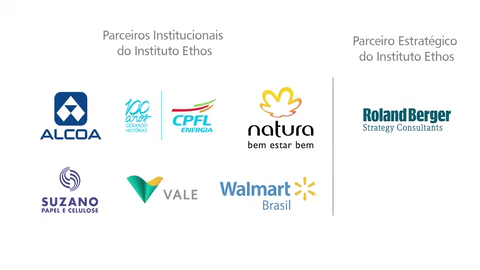 Parceiros Institucionais
do Instituto Ethos
Parceiro Estratégico
do Instituto Ethos
ALCOA
100
anos
GERANDO
HISTÓRIAS
CPFL
ENERGIA
natura
bem estar bem
Roland Berger
Strategy Consultants
SUZANO
PAPEL E CELULOSE
VALE
Walmart
Brasil